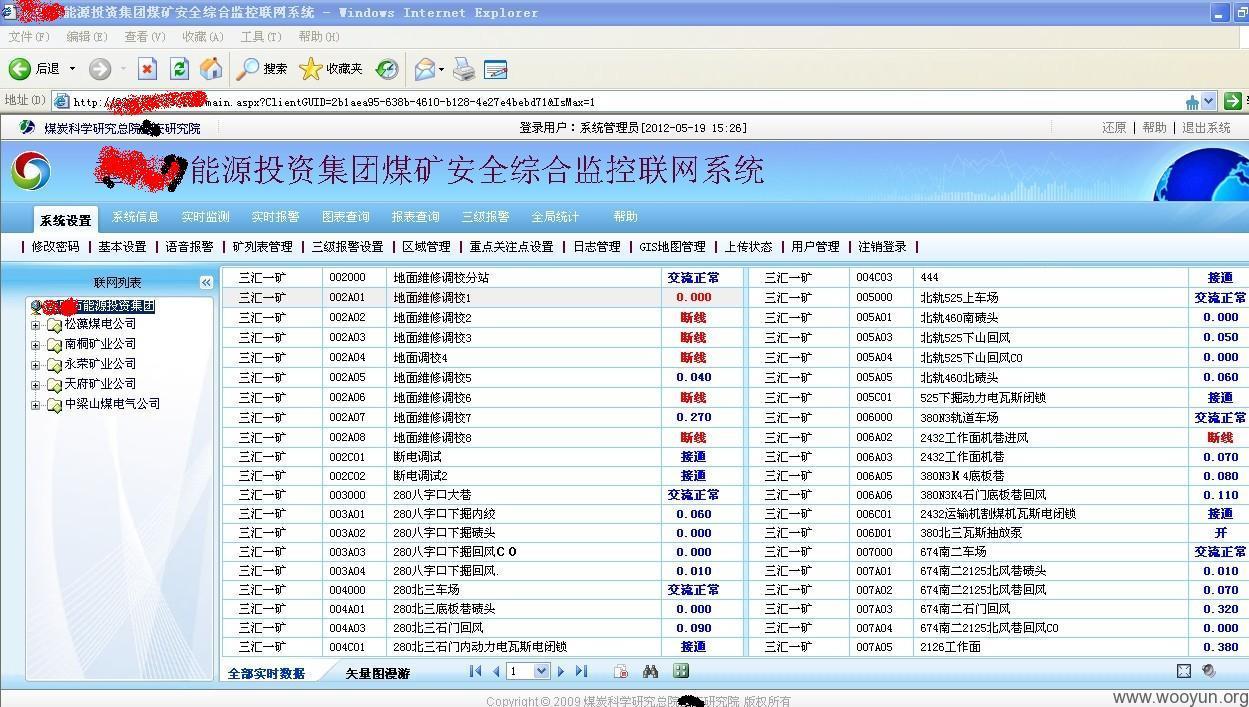 能源投资集团煤矿安全综合监控联网系统 - Windows Internet Explorer
文件(F) 编辑(E) 查看(V) 收藏(A) 工具(T) 帮助(H)
后退 搜索 收藏夹
地址(D) http:// main.aspx?ClientGUID=2b1aea95-638b-4610-b128-4e27e4bebd71&IsMax=1
煤炭科学研究总院 研究院 登录用户：系统管理员[2012-05-19 15:26] 还原 | 帮助 | 退出系统
能源投资集团煤矿安全综合监控联网系统
系统设置 系统信息 实时监测 实时报警 图表查询 报表查询 三级报警 全局统计 帮助
修改密码 | 基本设置 | 语音报警 | 矿列表管理 | 三级报警设置 | 区域管理 | 重点关注点设置 | 日志管理 | GIS地图管理 | 上传状态 | 用户管理 | 注销登录
联网列表
能源投资集团
松藻煤电公司
南桐矿业公司
永荣矿业公司
天府矿业公司
中梁山煤电气公司
三汇一矿 002000 地面维修调校分站 交流正常 三汇一矿 004C03 444 接通
三汇一矿 002A01 地面维修调校1 0.000 三汇一矿 005000 北轨525上车场 交流正常
三汇一矿 002A02 地面维修调校2 断线 三汇一矿 005A01 北轨460南碛头 0.000
三汇一矿 002A03 地面维修调校3 断线 三汇一矿 005A03 北轨525下山回风 0.050
三汇一矿 002A04 地面调校4 断线 三汇一矿 005A04 北轨525下山回风CO 0.000
三汇一矿 002A05 地面维修调校5 0.040 三汇一矿 005A05 北轨460北碛头 0.060
三汇一矿 002A06 地面维修调校6 断线 三汇一矿 005C01 525下掘动力电瓦斯闭锁 接通
三汇一矿 002A07 地面维修调校7 0.270 三汇一矿 006000 380N3轨道车场 交流正常
三汇一矿 002A08 地面维修调校8 断线 三汇一矿 006A02 2432工作面机巷进风 断线
三汇一矿 002C01 断电调试 接通 三汇一矿 006A03 2432工作面机巷 0.070
三汇一矿 002C02 断电调试2 接通 三汇一矿 006A05 380N3Ｋ4底板巷 0.080
三汇一矿 003000 280八字口大巷 交流正常 三汇一矿 006A06 380N3K4石门底板巷回风 0.110
三汇一矿 003A01 280八字口下掘内绞 0.060 三汇一矿 006C01 2432运输机割煤机瓦斯电闭锁 接通
三汇一矿 003A02 280八字口下掘碛头 0.000 三汇一矿 006D01 380北三瓦斯抽放泵 开
三汇一矿 003A03 280八字口下掘回风ＣＯ 0.000 三汇一矿 007000 674南二车场 交流正常
三汇一矿 003A04 280八字口下掘回风. 0.010 三汇一矿 007A01 674南二2125北风巷碛头 0.010
三汇一矿 004000 280北三车场 交流正常 三汇一矿 007A02 674南二2125北风巷回风 0.070
三汇一矿 004A01 280北三底板巷碛头 0.000 三汇一矿 007A03 674南二石门回风 0.320
三汇一矿 004A03 280北三石门回风 0.090 三汇一矿 007A04 674南二2125北风巷回风CO 0.000
三汇一矿 004C01 280北三石门内动力电瓦斯电闭锁 接通 三汇一矿 007A05 2126工作面 0.380
全部实时数据 矢量图漫游 1
Copyright © 2009 煤炭科学研究总院 研究院 版权所有
www.wooyun.org